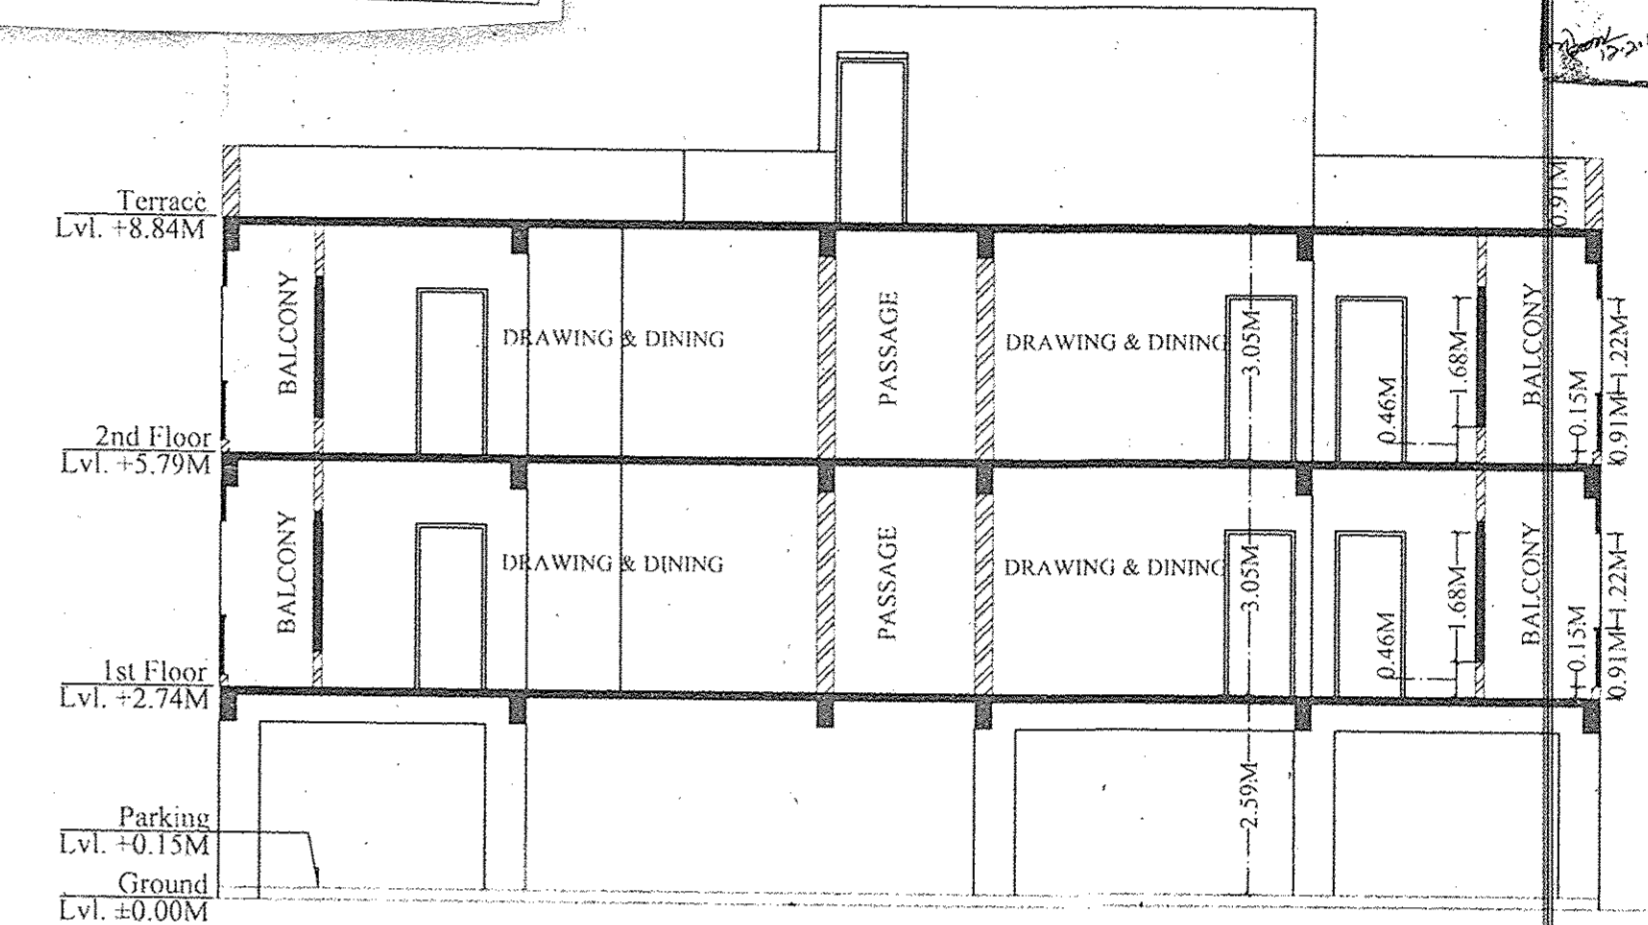 0.91M
Terrace
Lvl. +8.84M
BALCONY
DRAWING & DINING
PASSAGE
DRAWING & DINING
3.05M
0.46M
1.68M
BALCONY
0.15M
0.91M
1.22M
2nd Floor
Lvl. +5.79M
BALCONY
DRAWING & DINING
PASSAGE
DRAWING & DINING
3.05M
0.46M
1.68M
BALCONY
0.15M
0.91M
1.22M
1st Floor
Lvl. +2.74M
2.59M
Parking
Lvl. +0.15M
Ground
Lvl. ±0.00M